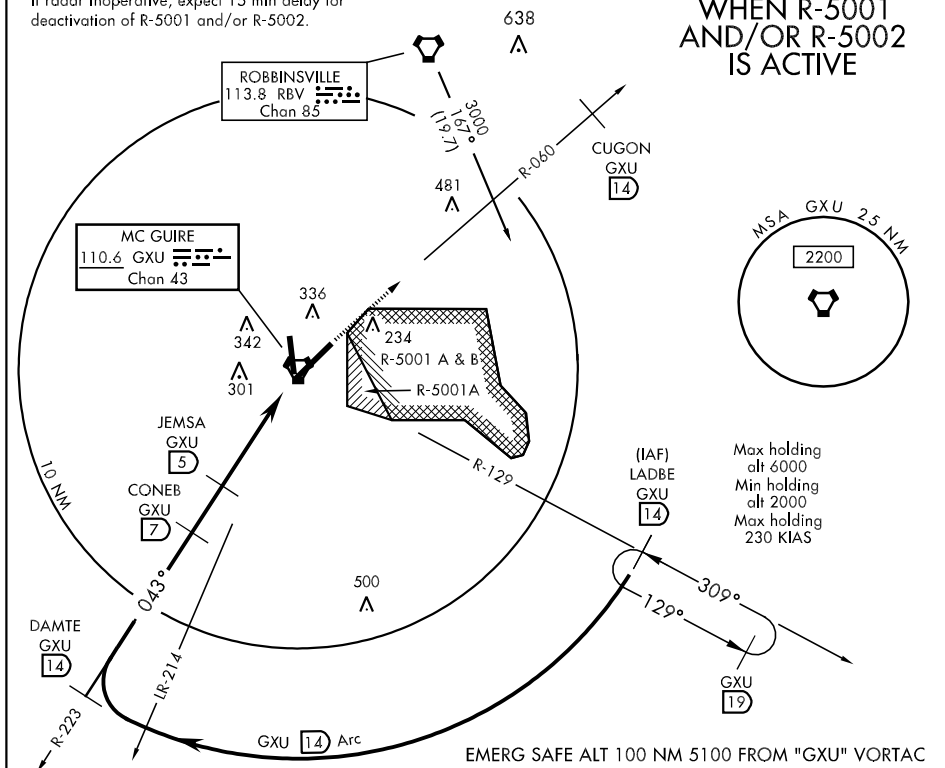 If radar inoperative, expect 15 min delay for
deactivation of R-5001 and/or R-5002.
WHEN R-5001
AND/OR R-5002
IS ACTIVE
638
ROBBINSVILLE
113.8 RBV
Chan 85
3000
167°
(19.7)
R-060
CUGON
GXU
14
481
MC GUIRE
110.6 GXU
Chan 43
MSA GXU 25 NM
2200
336
342
301
234
R-5001 A & B
R-5001A
JEMSA
GXU
5
CONEB
GXU
7
10 NM
R-129
(IAF)
LADBE
GXU
14
Max holding
alt 6000
Min holding
alt 2000
Max holding
230 KIAS
043°
500
309°
129°
DAMTE
GXU
14
LR-214
GXU
19
R-223
GXU 14 Arc
EMERG SAFE ALT 100 NM 5100 FROM "GXU" VORTAC